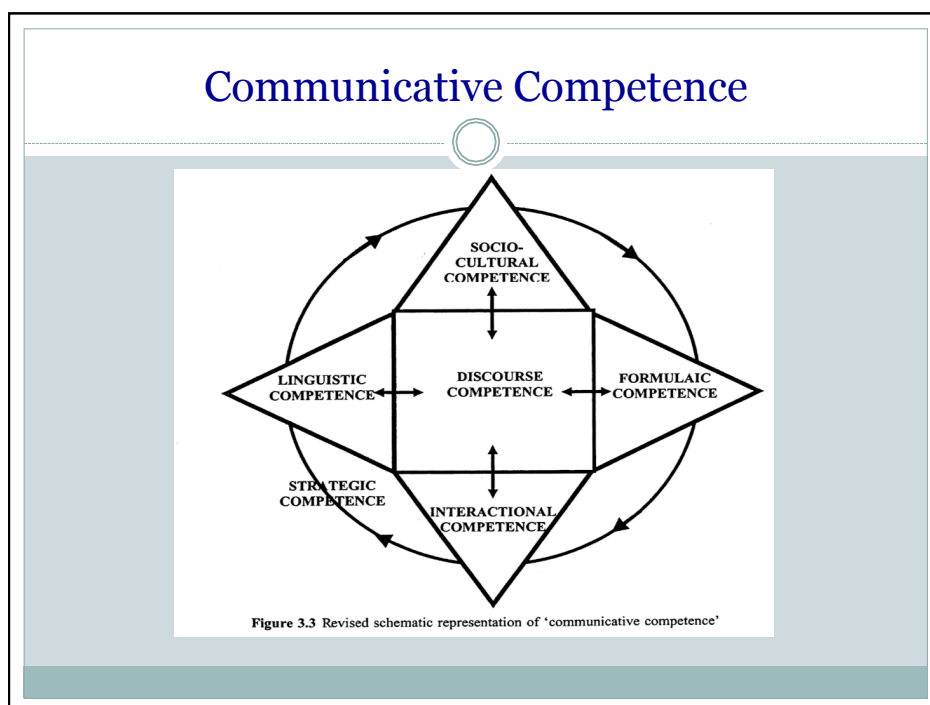 Communicative Competence
SOCIO-
CULTURAL
COMPETENCE
LINGUISTIC
COMPETENCE
DISCOURSE
COMPETENCE
FORMULAIC
COMPETENCE
STRATEGIC
COMPETENCE
INTERACTIONAL
COMPETENCE
Figure 3.3 Revised schematic representation of ‘communicative competence’